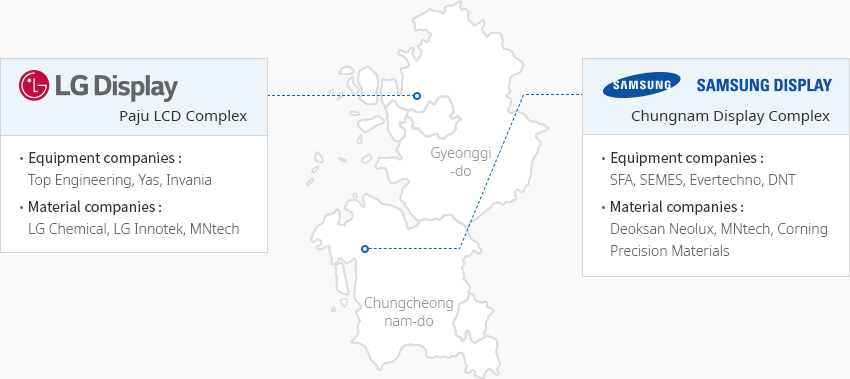 LG Display
Paju LCD Complex
• Equipment companies :
Top Engineering, Yas, Invania
• Material companies :
LG Chemical, LG Innotek, MNtech
Gyeonggi
-do
Chungcheong
nam-do
SAMSUNG SAMSUNG DISPLAY
Chungnam Display Complex
• Equipment companies :
SFA, SEMES, Evertechno, DNT
• Material companies :
Deoksan Neolux, MNtech, Corning
Precision Materials